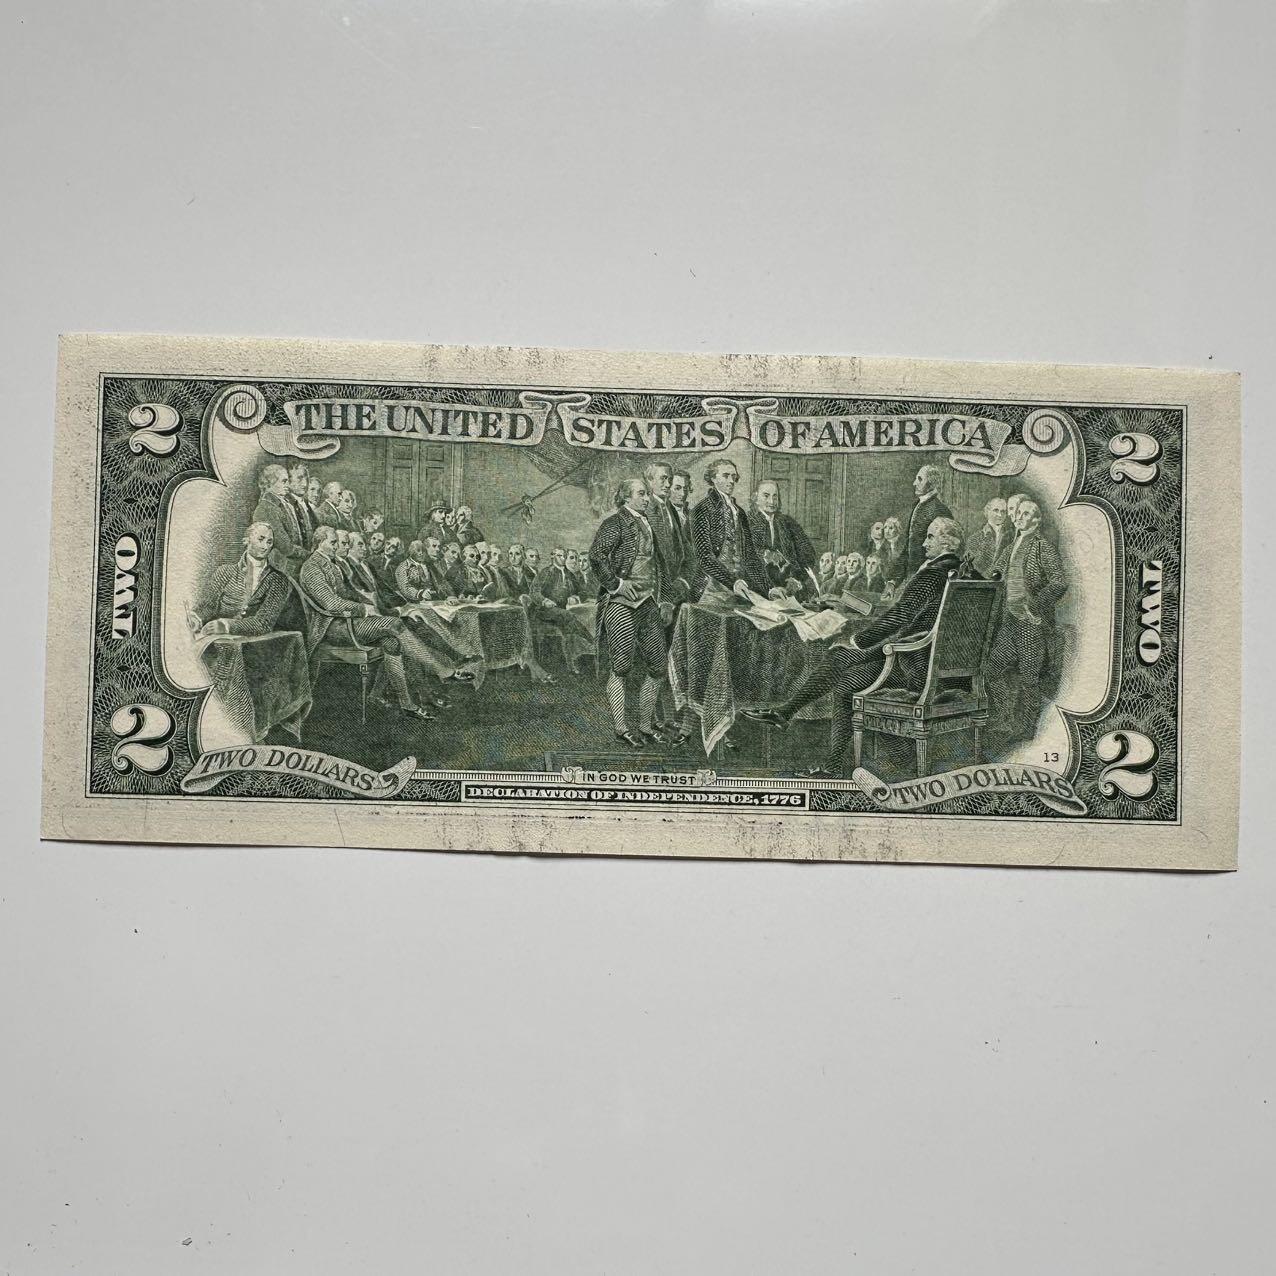 THE UNITED STATES OF AMERICA
2
2
TWO
TWO
2
2
13
TWO DOLLARS
TWO DOLLARS
IN GOD WE TRUST
DECLARATION OF INDEPENDENCE, 1776